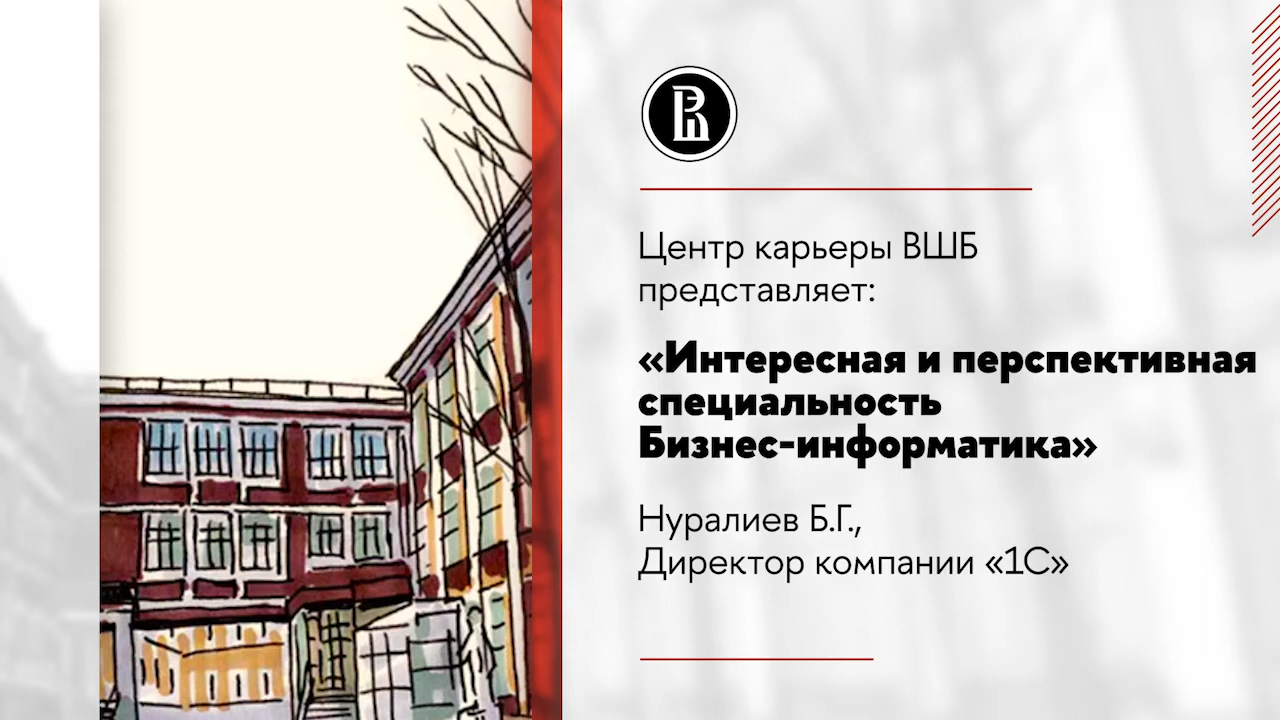 Центр карьеры ВШБ
представляет:
«Интересная и перспективная
специальность
Бизнес-информатика»
Нуралиев Б.Г.,
Директор компании «1С»